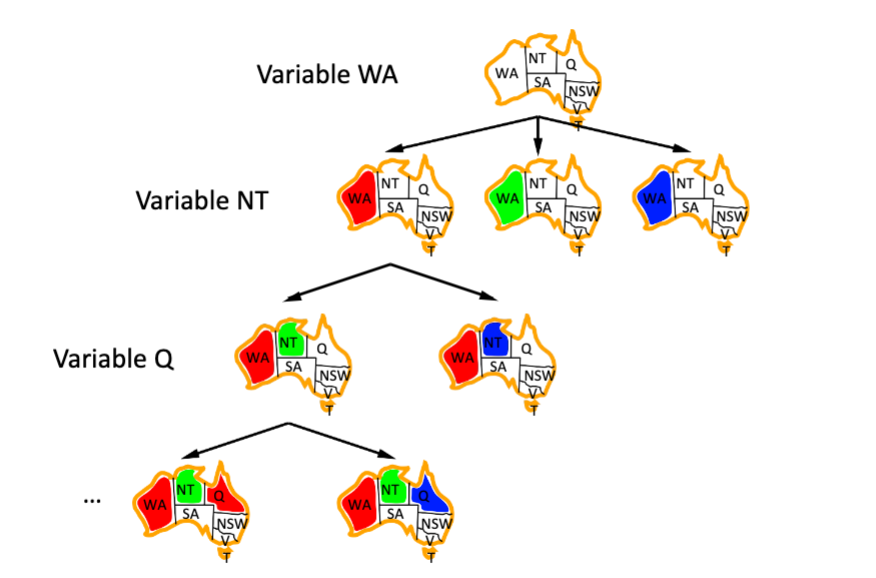 Variable WA
WA NT Q
SA NSW
V
T
Variable NT
WA NT Q
SA NSW
V
T
WA NT Q
SA NSW
V
T
WA NT Q
SA NSW
V
T
Variable Q
WA NT Q
SA NSW
V
T
WA NT Q
SA NSW
V
T
...
WA NT Q
SA NSW
V
T
WA NT Q
SA NSW
V
T